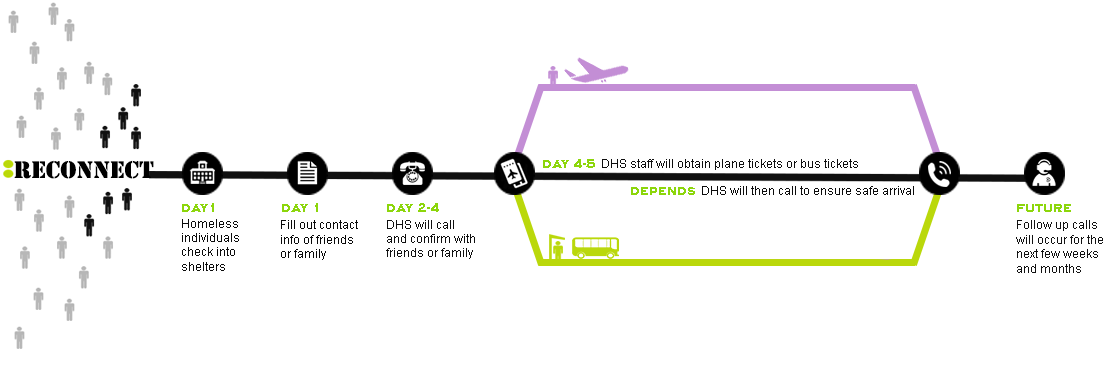 :RECONNECT
DAY1
Homeless
individuals
check into
shelters
DAY 1
Fill out contact
info of friends
or family
DAY 2-4
DHS will call
and confirm with
friends or family
DAY 4-5 DHS staff will obtain plane tickets or bus tickets
DEPENDS DHS will then call to ensure safe arrival
FUTURE
Follow up calls
will occur for the
next few weeks
and months